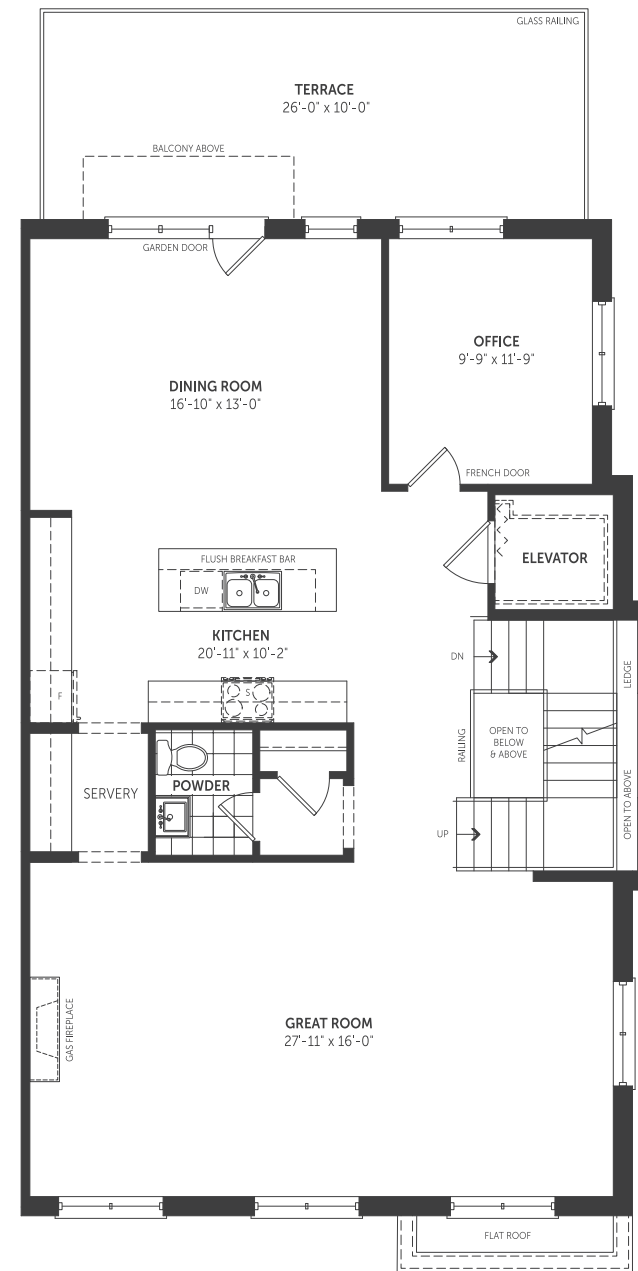 GLASS RAILING
TERRACE
26'-0" x 10'-0"
BALCONY ABOVE
GARDEN DOOR
OFFICE
9'-9" x 11'-9"
DINING ROOM
16'-10" x 13'-0"
FRENCH DOOR
ELEVATOR
FLUSH BREAKFAST BAR
DW
KITCHEN
20'-11" x 10'-2"
DN
LEDGE
F
S
RAILING
OPEN TO
BELOW
& ABOVE
POWDER
SERVERY
OPEN TO ABOVE
UP
GAS FIREPLACE
GREAT ROOM
27'-11" x 16'-0"
FLAT ROOF